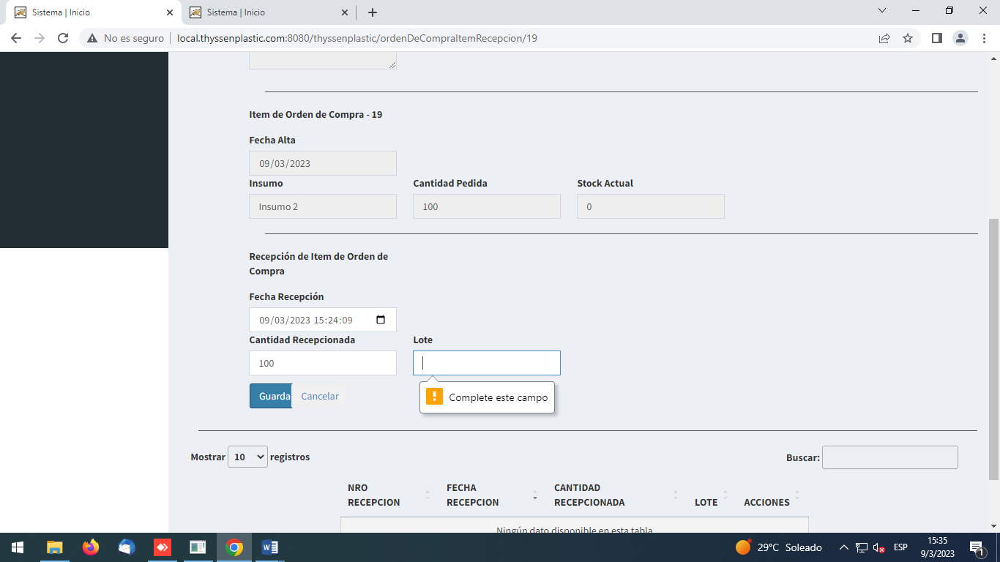 Sistema | Inicio
Sistema | Inicio
No es seguro
local.thyssenplastic.com:8080/thyssenplastic/ordenDeCompraItemRecepcion/19
Item de Orden de Compra - 19
Fecha Alta
09/03/2023
Insumo
Cantidad Pedida
Stock Actual
Insumo 2
100
0
Recepción de Item de Orden de
Compra
Fecha Recepción
09/03/2023 15:24:09
Cantidad Recepcionada
Lote
100
Guarda
Cancelar
Complete este campo
Mostrar 10 registros
Buscar:
NRO
RECEPCION
FECHA
RECEPCION
CANTIDAD
RECEPCIONADA
LOTE
ACCIONES
Ningún dato disponible en esta tabla
29°C Soleado
ESP
15:35
9/3/2023
1